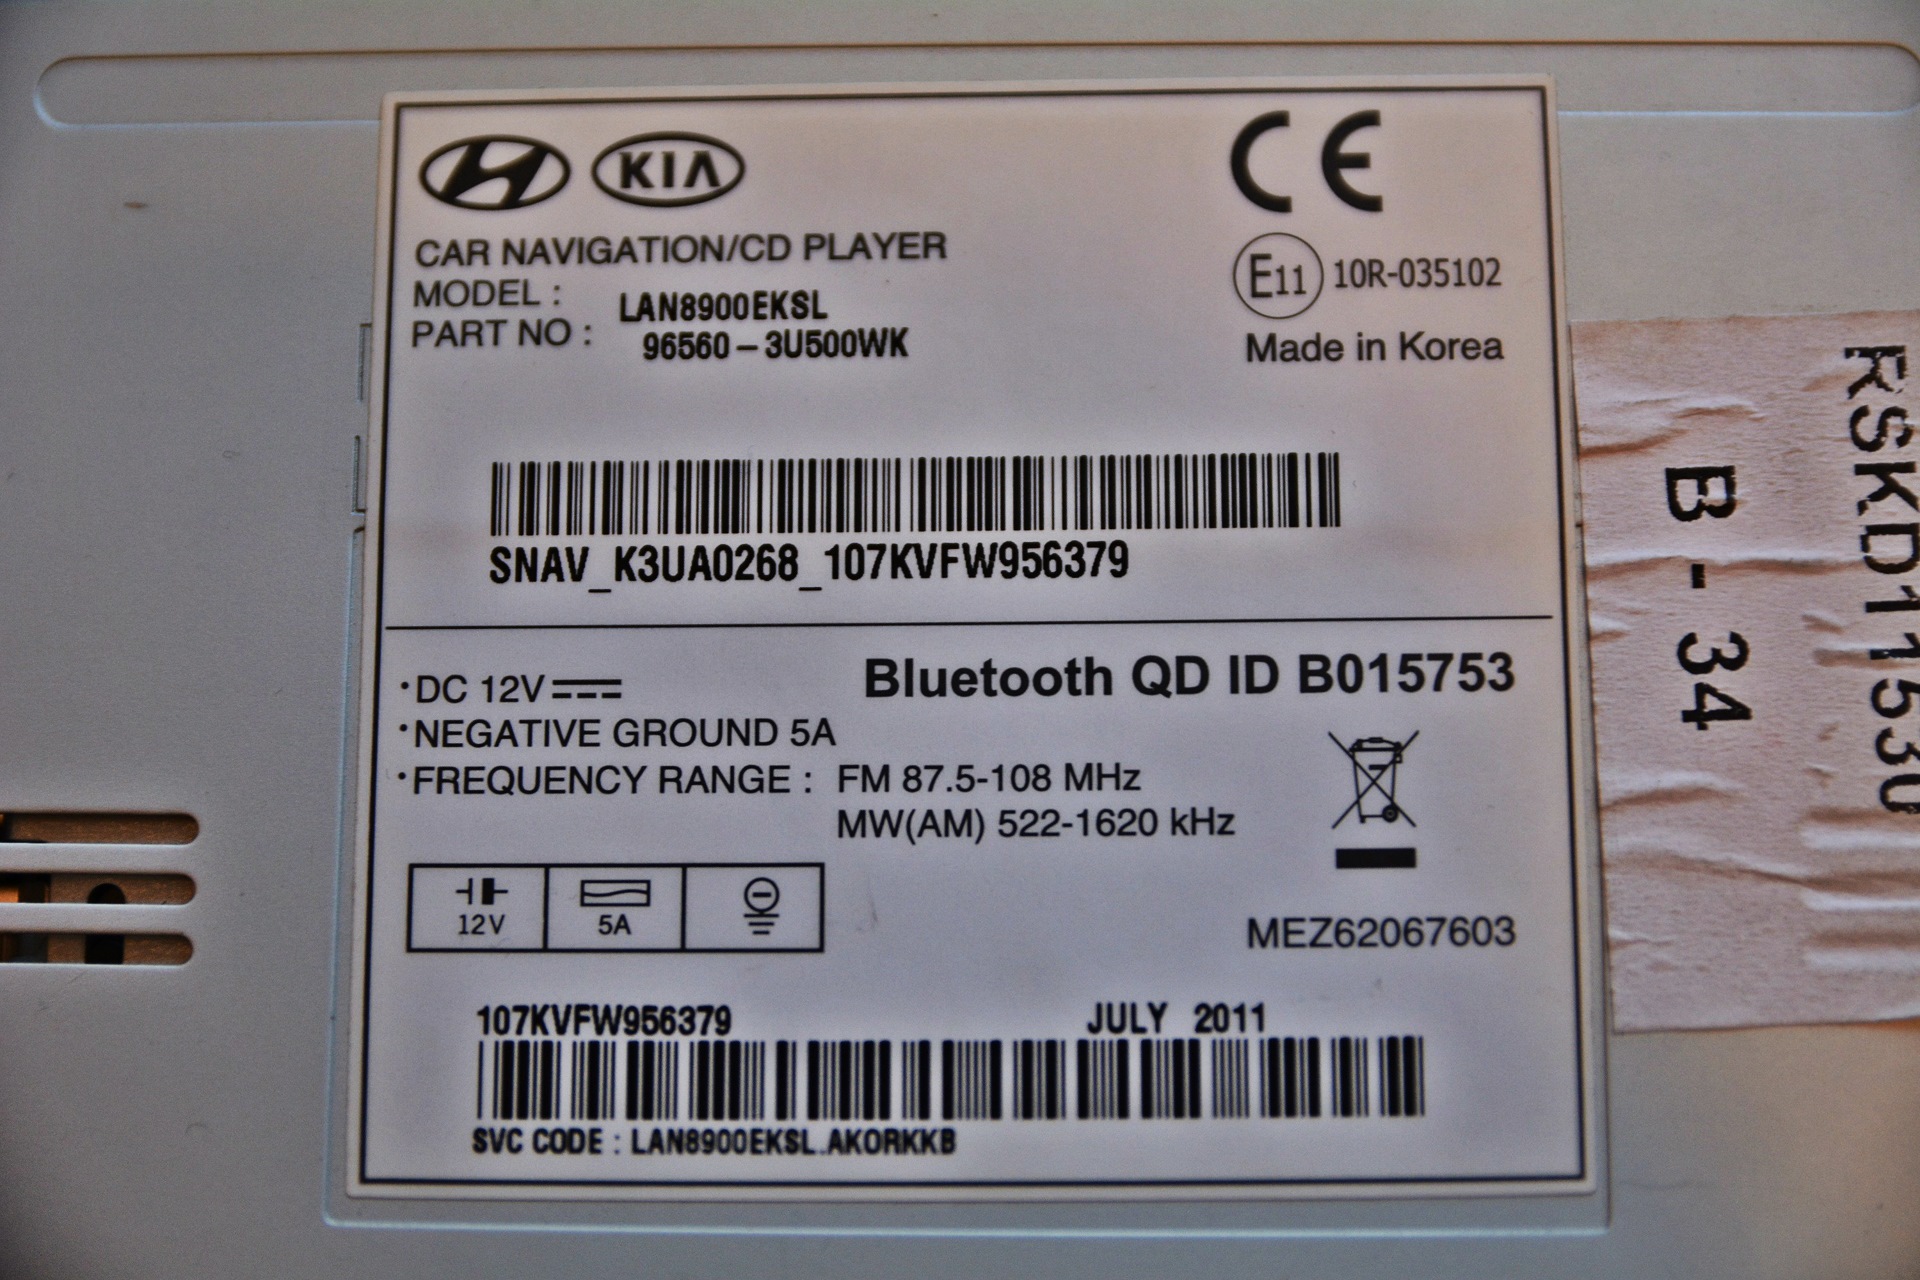 KIA
CE
CAR NAVIGATION/CD PLAYER
MODEL : LAN8900EKSL
PART NO : 96560-3U500WK
E11 10R-035102
Made in Korea
SNAV_K3UA0268_107KVFW956379
·DC 12V
Bluetooth QD ID B015753
·NEGATIVE GROUND 5A
·FREQUENCY RANGE : FM 87.5-108 MHz
MW(AM) 522-1620 kHz
12V 5A
MEZ62067603
107KVFW956379 JULY 2011
SVC CODE : LAN8900EKSL.AKORKKB
RSKD11530
B-34